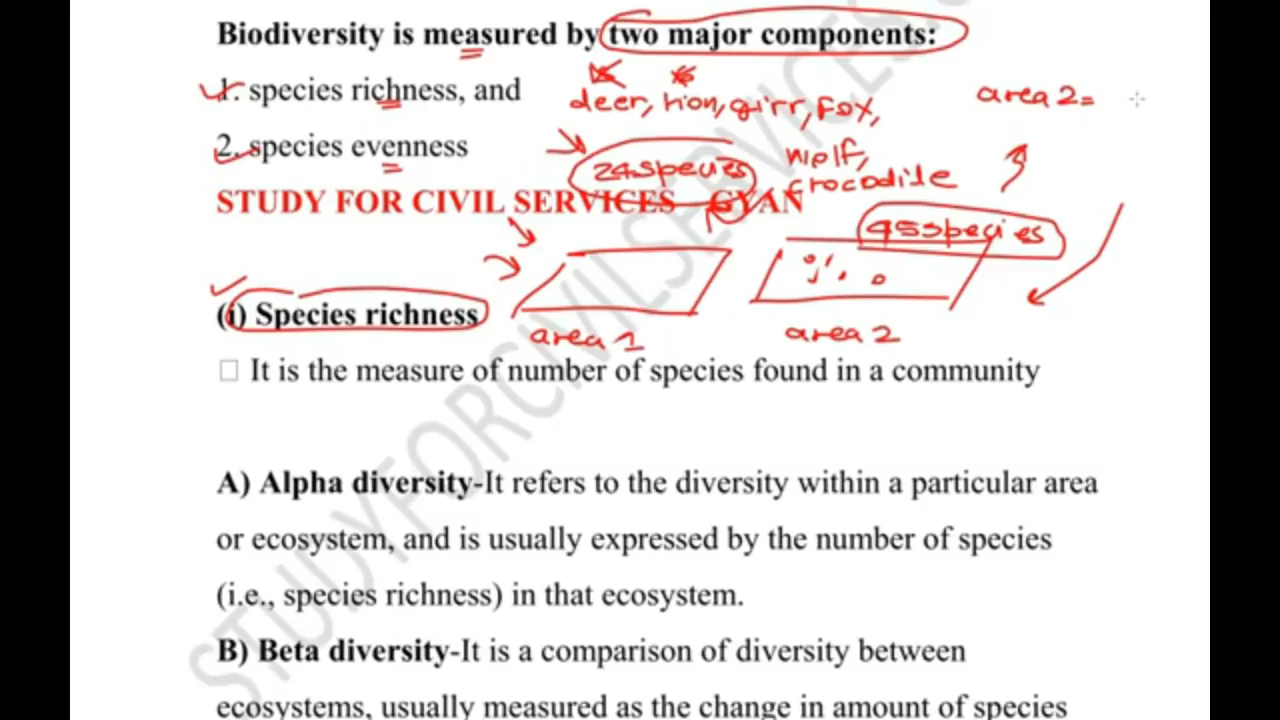 Biodiversity is measured by two major components:
1. species richness, and
deer, lion, girr, Fox,
area 2=
2. species evenness
24 species
wolf,
crocodile
STUDY FOR CIVIL SERVICES GYAN
45 species
(i) Species richness
area 1
area 2
□ It is the measure of number of species found in a community
A) Alpha diversity-It refers to the diversity within a particular area
or ecosystem, and is usually expressed by the number of species
(i.e., species richness) in that ecosystem.
B) Beta diversity-It is a comparison of diversity between
ecosystems, usually measured as the change in amount of species
STUDYFORCIVILSERVICES.